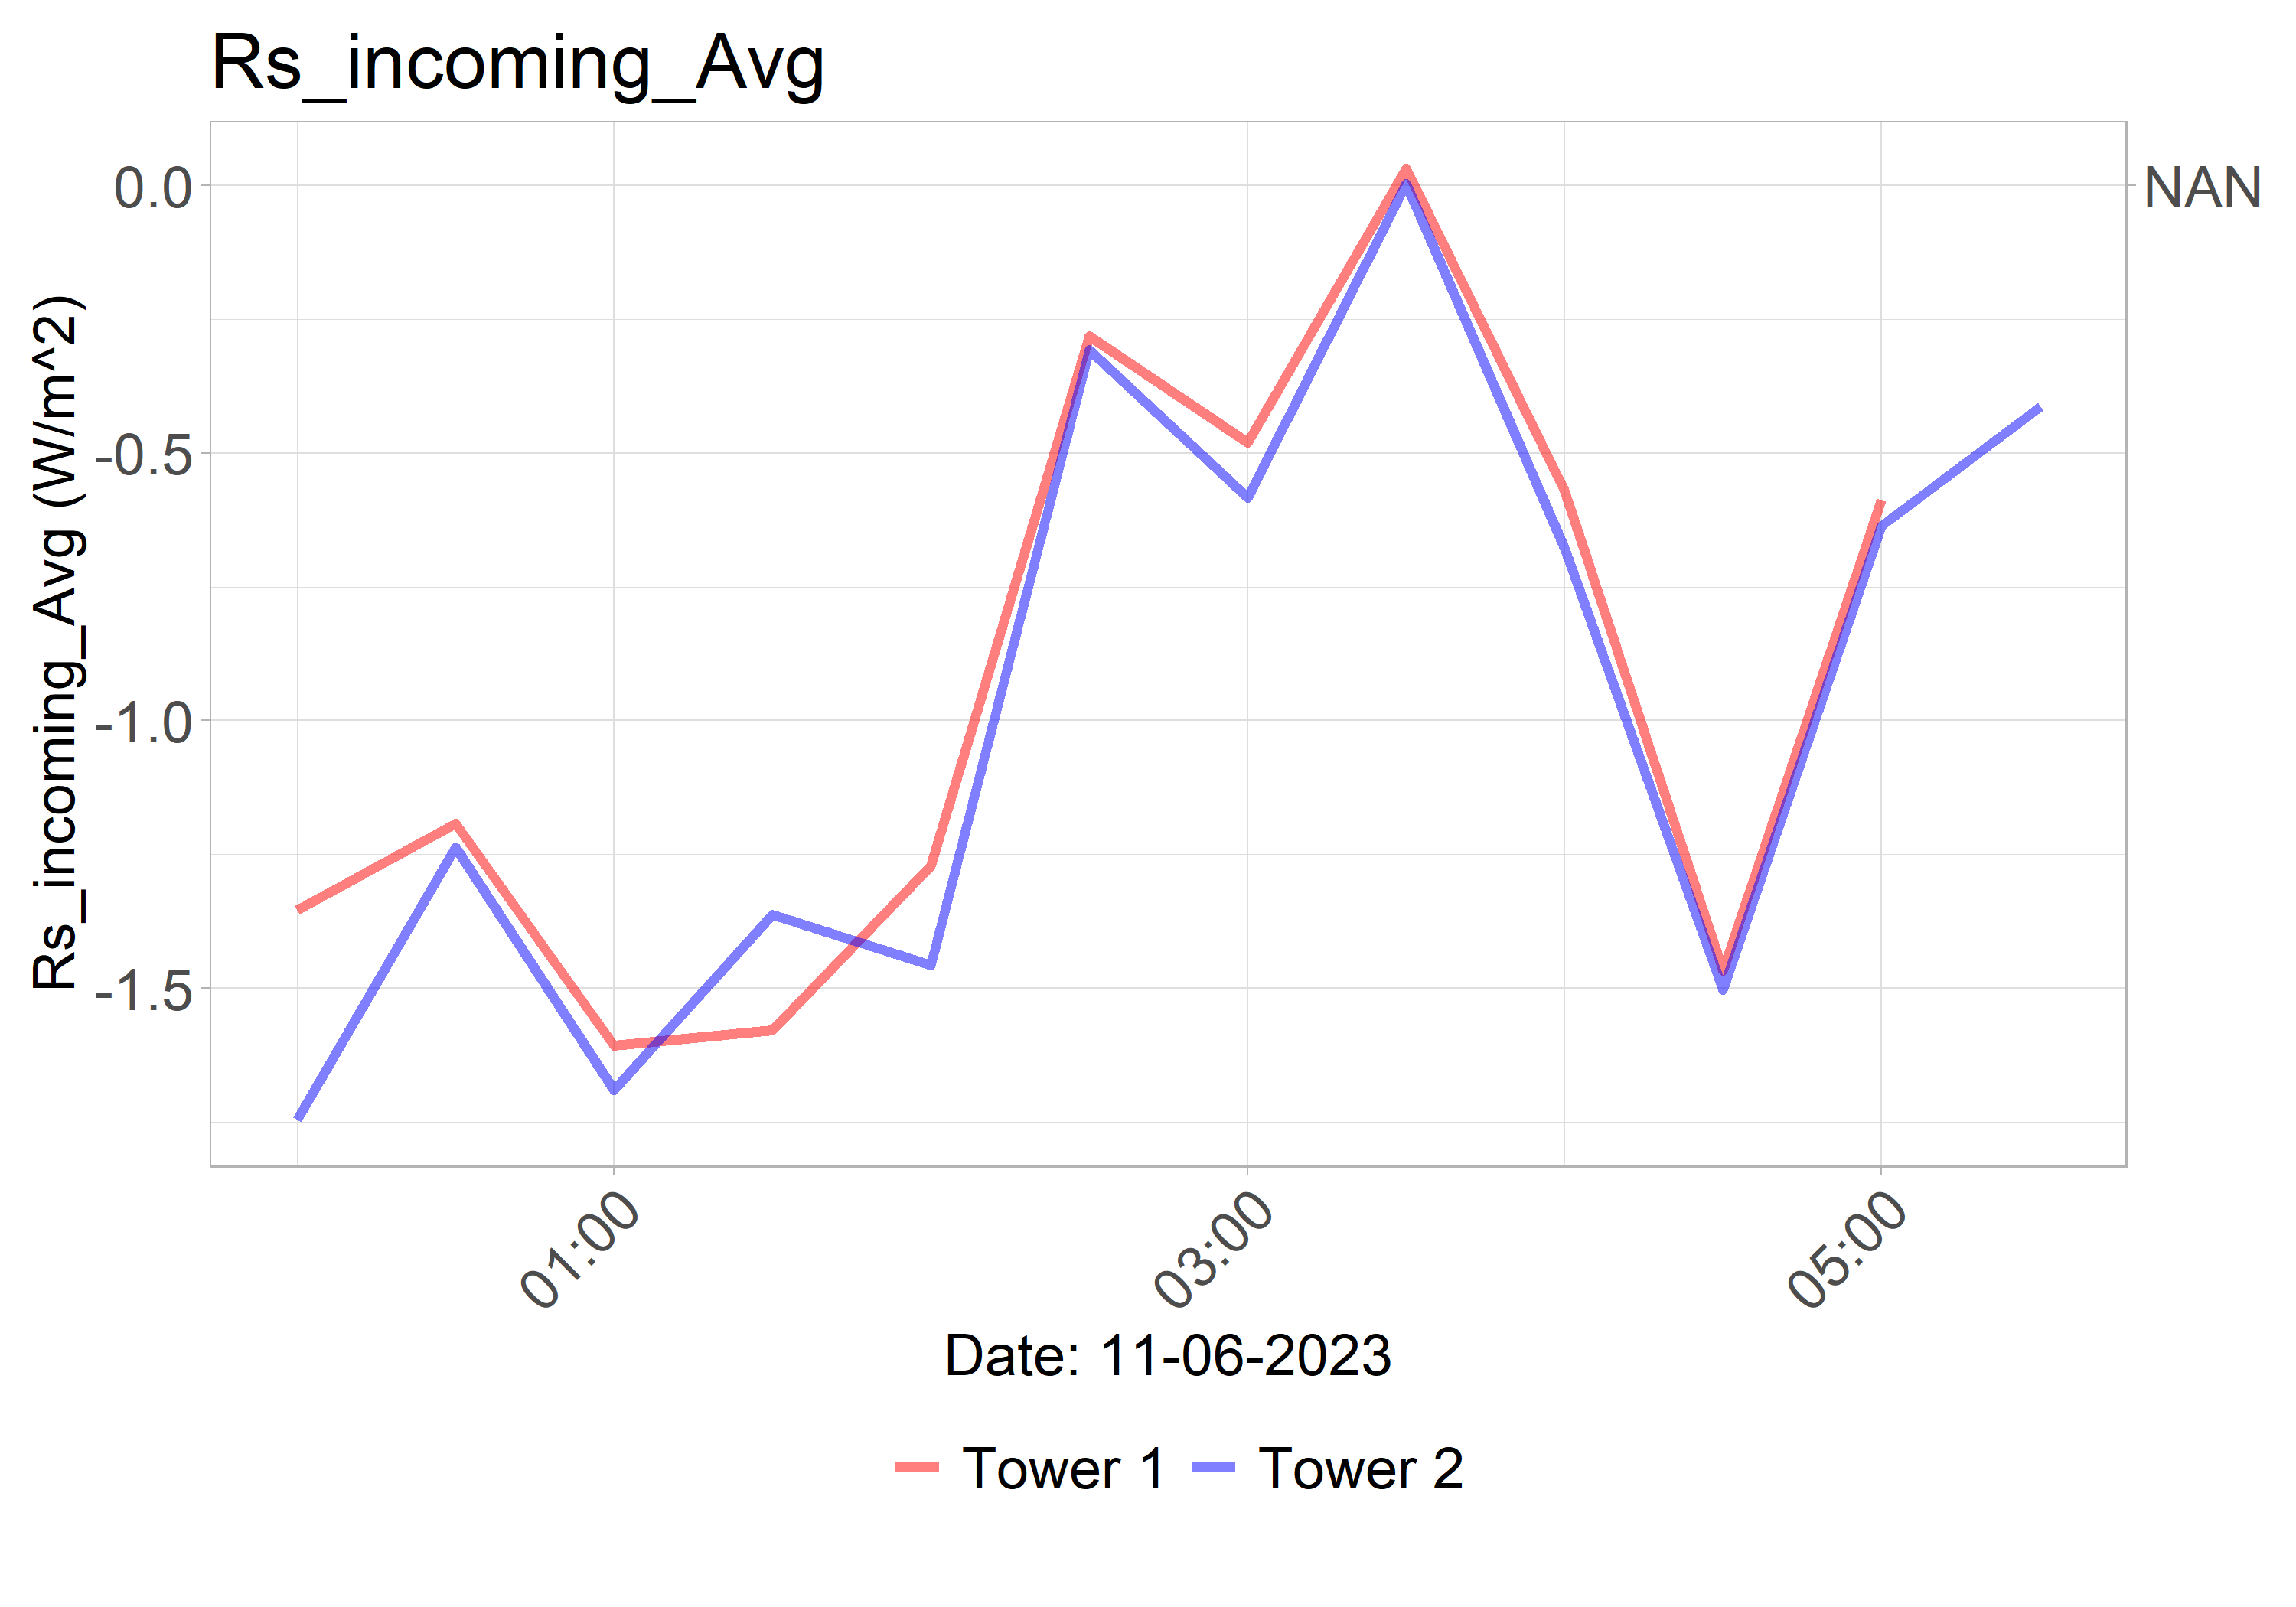 Rs_incoming_Avg
Rs_incoming_Avg (W/m^2)
0.0
-0.5
-1.0
-1.5
NAN
01:00
03:00
05:00
Date: 11-06-2023
Tower 1
Tower 2